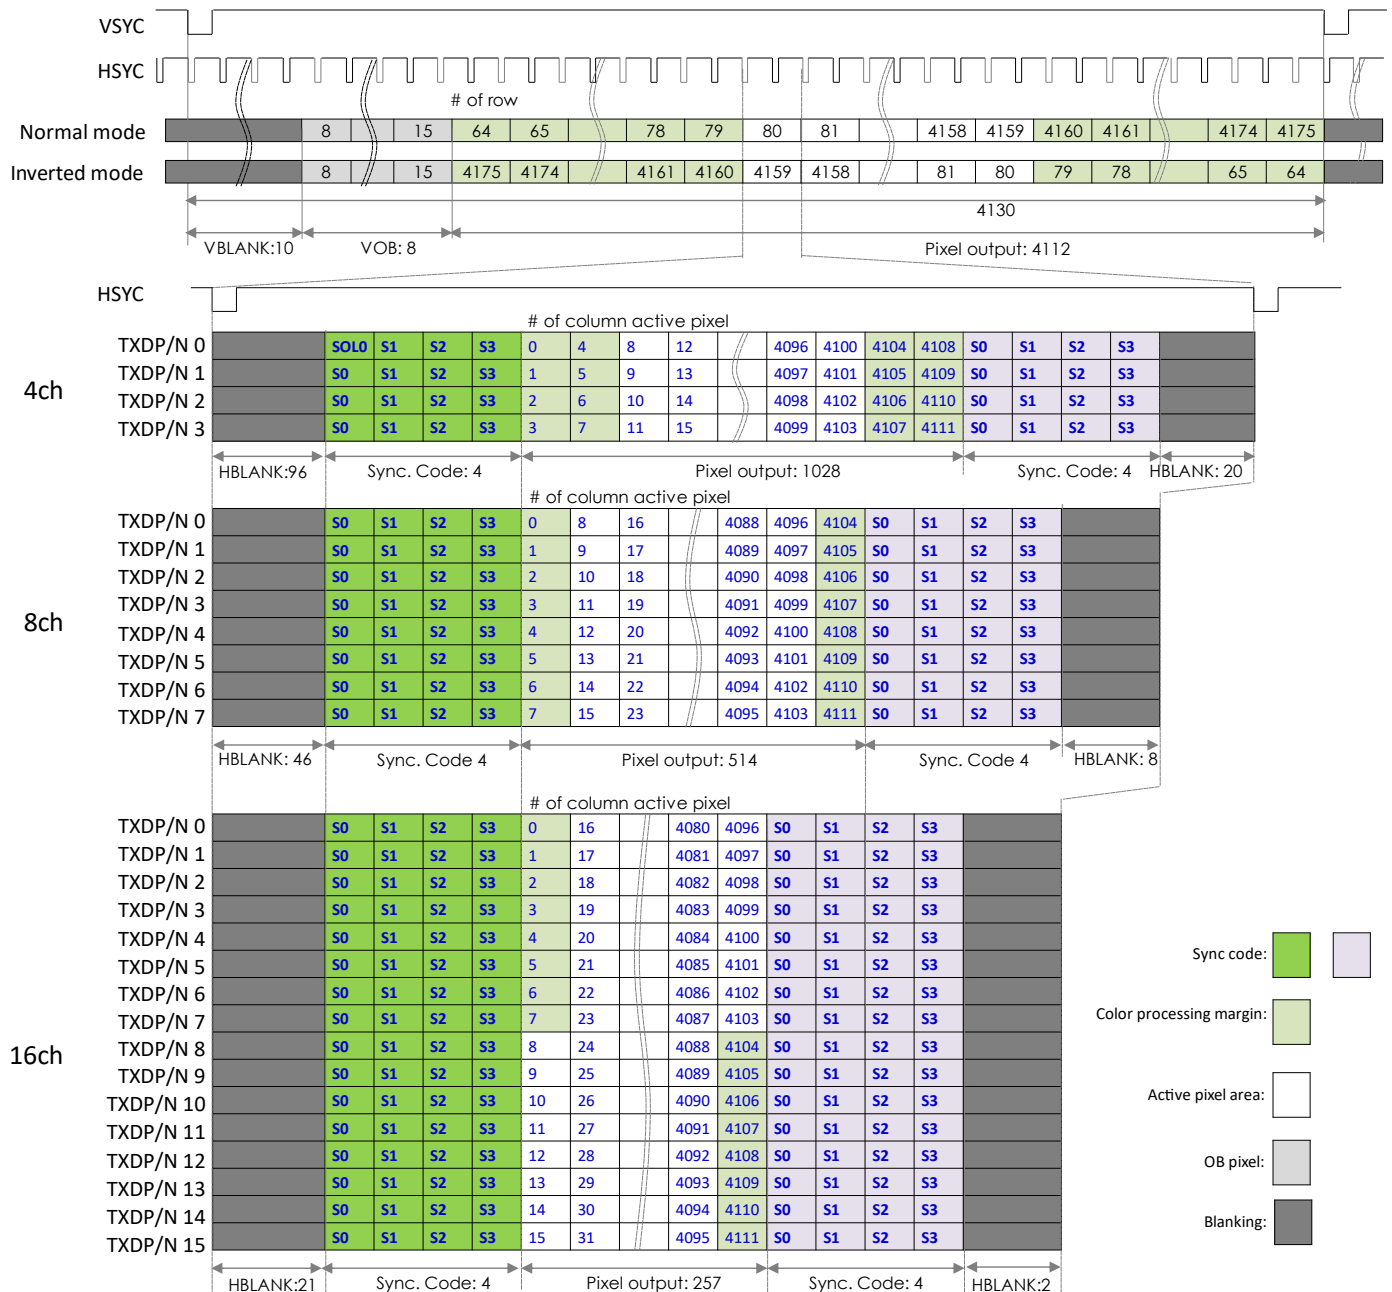 VSYC
HSYC
# of row
Normal mode 8 15 64 65 78 79 80 81 4158 4159 4160 4161 4174 4175
Inverted mode 8 15 4175 4174 4161 4160 4159 4158 81 80 79 78 65 64
4130
VBLANK:10 VOB: 8 Pixel output: 4112
HSYC
# of column active pixel
TXDP/N 0 SOL0 S1 S2 S3 0 4 8 12 4096 4100 4104 4108 S0 S1 S2 S3
TXDP/N 1 S0 S1 S2 S3 1 5 9 13 4097 4101 4105 4109 S0 S1 S2 S3
4ch
TXDP/N 2 S0 S1 S2 S3 2 6 10 14 4098 4102 4106 4110 S0 S1 S2 S3
TXDP/N 3 S0 S1 S2 S3 3 7 11 15 4099 4103 4107 4111 S0 S1 S2 S3
HBLANK:96 Sync. Code: 4 Pixel output: 1028 Sync. Code: 4 HBLANK: 20
# of column active pixel
TXDP/N 0 S0 S1 S2 S3 0 8 16 4088 4096 4104 S0 S1 S2 S3
TXDP/N 1 S0 S1 S2 S3 1 9 17 4089 4097 4105 S0 S1 S2 S3
TXDP/N 2 S0 S1 S2 S3 2 10 18 4090 4098 4106 S0 S1 S2 S3
TXDP/N 3 S0 S1 S2 S3 3 11 19 4091 4099 4107 S0 S1 S2 S3
8ch
TXDP/N 4 S0 S1 S2 S3 4 12 20 4092 4100 4108 S0 S1 S2 S3
TXDP/N 5 S0 S1 S2 S3 5 13 21 4093 4101 4109 S0 S1 S2 S3
TXDP/N 6 S0 S1 S2 S3 6 14 22 4094 4102 4110 S0 S1 S2 S3
TXDP/N 7 S0 S1 S2 S3 7 15 23 4095 4103 4111 S0 S1 S2 S3
HBLANK: 46 Sync. Code 4 Pixel output: 514 Sync. Code 4 HBLANK: 8
# of column active pixel
TXDP/N 0 S0 S1 S2 S3 0 16 4080 4096 S0 S1 S2 S3
TXDP/N 1 S0 S1 S2 S3 1 17 4081 4097 S0 S1 S2 S3
TXDP/N 2 S0 S1 S2 S3 2 18 4082 4098 S0 S1 S2 S3
TXDP/N 3 S0 S1 S2 S3 3 19 4083 4099 S0 S1 S2 S3
TXDP/N 4 S0 S1 S2 S3 4 20 4084 4100 S0 S1 S2 S3
TXDP/N 5 S0 S1 S2 S3 5 21 4085 4101 S0 S1 S2 S3
TXDP/N 6 S0 S1 S2 S3 6 22 4086 4102 S0 S1 S2 S3
TXDP/N 7 S0 S1 S2 S3 7 23 4087 4103 S0 S1 S2 S3
16ch
TXDP/N 8 S0 S1 S2 S3 8 24 4088 4104 S0 S1 S2 S3
TXDP/N 9 S0 S1 S2 S3 9 25 4089 4105 S0 S1 S2 S3
TXDP/N 10 S0 S1 S2 S3 10 26 4090 4106 S0 S1 S2 S3
TXDP/N 11 S0 S1 S2 S3 11 27 4091 4107 S0 S1 S2 S3
TXDP/N 12 S0 S1 S2 S3 12 28 4092 4108 S0 S1 S2 S3
TXDP/N 13 S0 S1 S2 S3 13 29 4093 4109 S0 S1 S2 S3
TXDP/N 14 S0 S1 S2 S3 14 30 4094 4110 S0 S1 S2 S3
TXDP/N 15 S0 S1 S2 S3 15 31 4095 4111 S0 S1 S2 S3
HBLANK:21 Sync. Code: 4 Pixel output: 257 Sync. Code: 4 HBLANK:2
Sync code:
Color processing margin:
Active pixel area:
OB pixel:
Blanking: